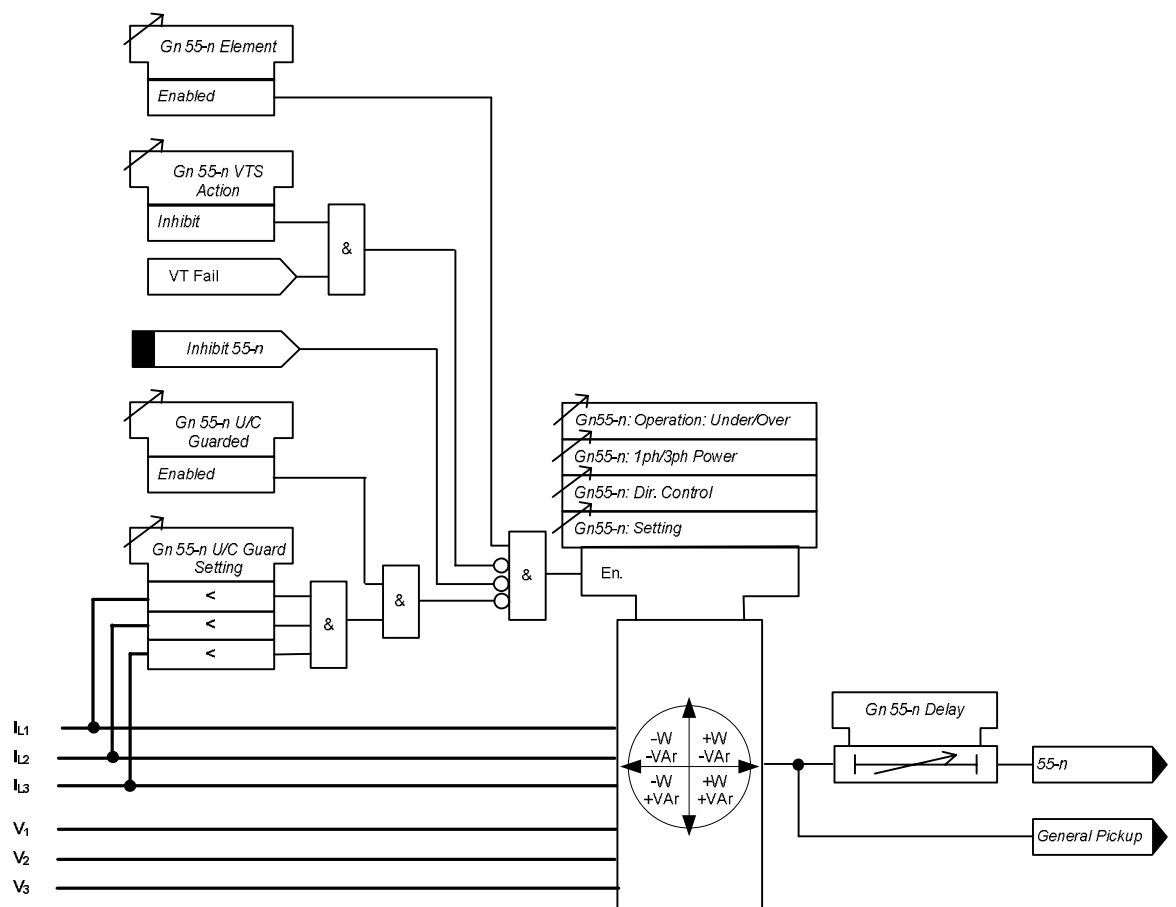 Gn 55-n Element
Enabled
Gn 55-n VTS
Action
Inhibit
&
VT Fail
Inhibit 55-n
Gn 55-n U/C
Guarded
Enabled
Gn55-n: Operation: Under/Over
Gn55-n: 1ph/3ph Power
Gn55-n: Dir. Control
Gn55-n: Setting
Gn 55-n U/C Guard
Setting
<
<
<
&
&
&
En.
IL1
IL2
IL3
V1
V2
V3
-W
-VAr
+W
-VAr
-W
+VAr
+W
+VAr
Gn 55-n Delay
55-n
General Pickup